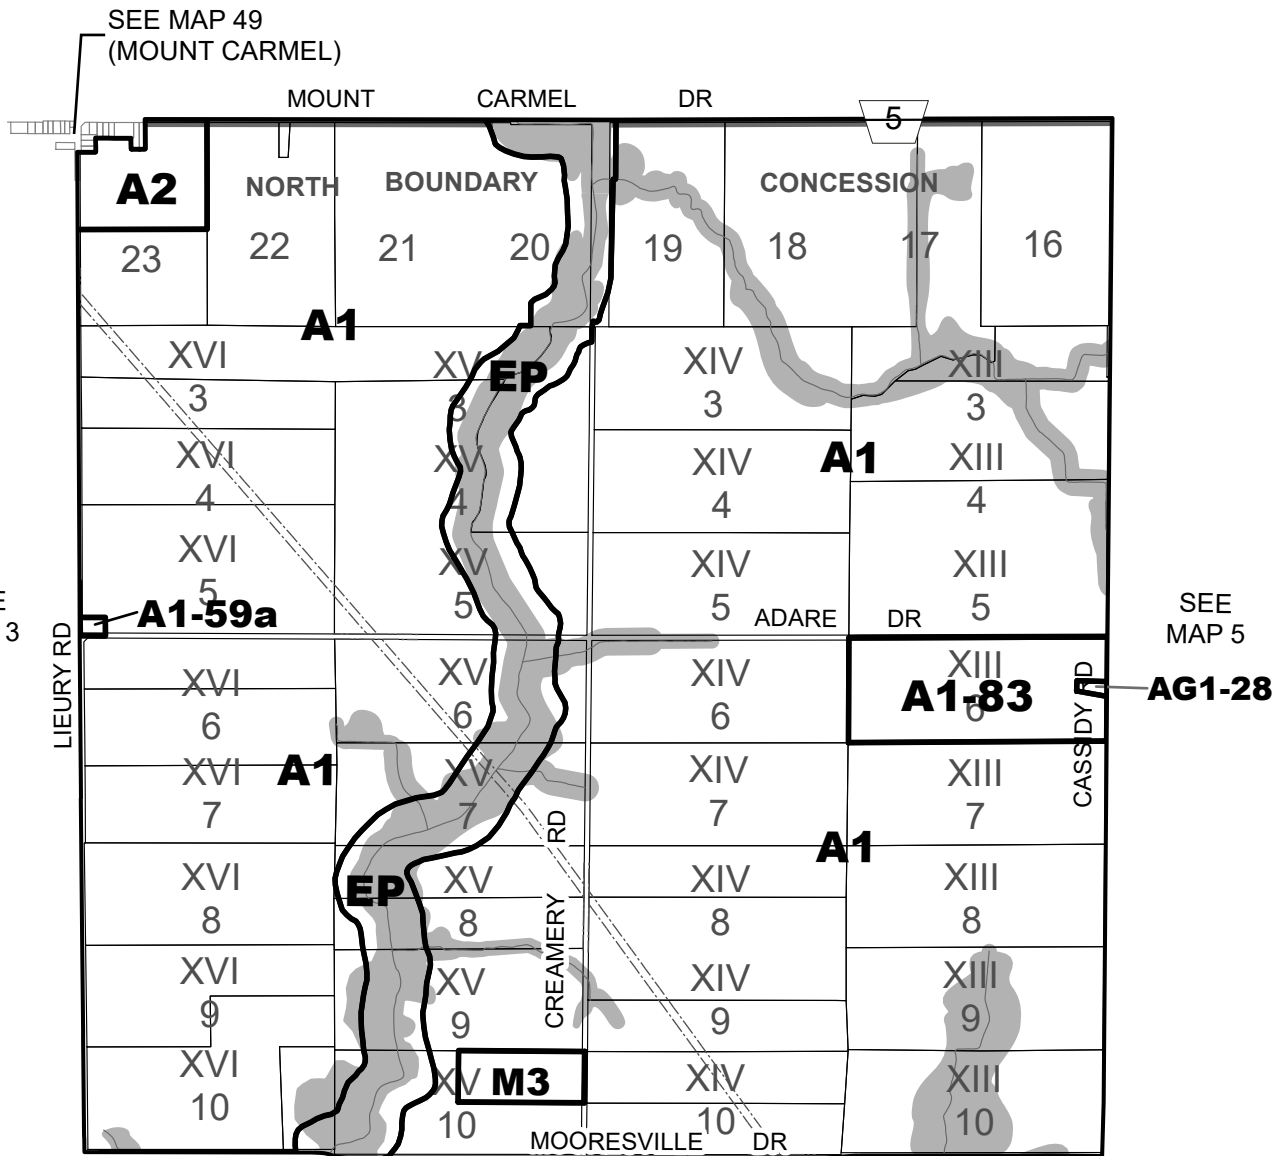 SEE MAP 49
(MOUNT CARMEL)
MOUNT CARMEL DR
5
A2
NORTH BOUNDARY CONCESSION
23 22 21 20 19 18 17 16
A1
XVI
3
XV
3
EP
XIV
3
XIII
3
XVI
4
XV
4
XIV
4
A1
XIII
4
XVI
5
XV
5
XIV
5
XIII
5
A1-59a
3
LIEURY RD
ADARE DR
SEE
MAP 5
XVI
6
XV
6
XIV
6
XIII
6
A1-83
CASSIDY RD
AG1-28
A1
XVI
7
XV
7
XIV
7
XIII
7
A1
CREAMERY RD
XVI
8
EP
XV
8
XIV
8
XIII
8
XVI
9
XV
9
XIV
9
XIII
9
XVI
10
XV
10
M3
XIV
10
XIII
10
MOORESVILLE DR